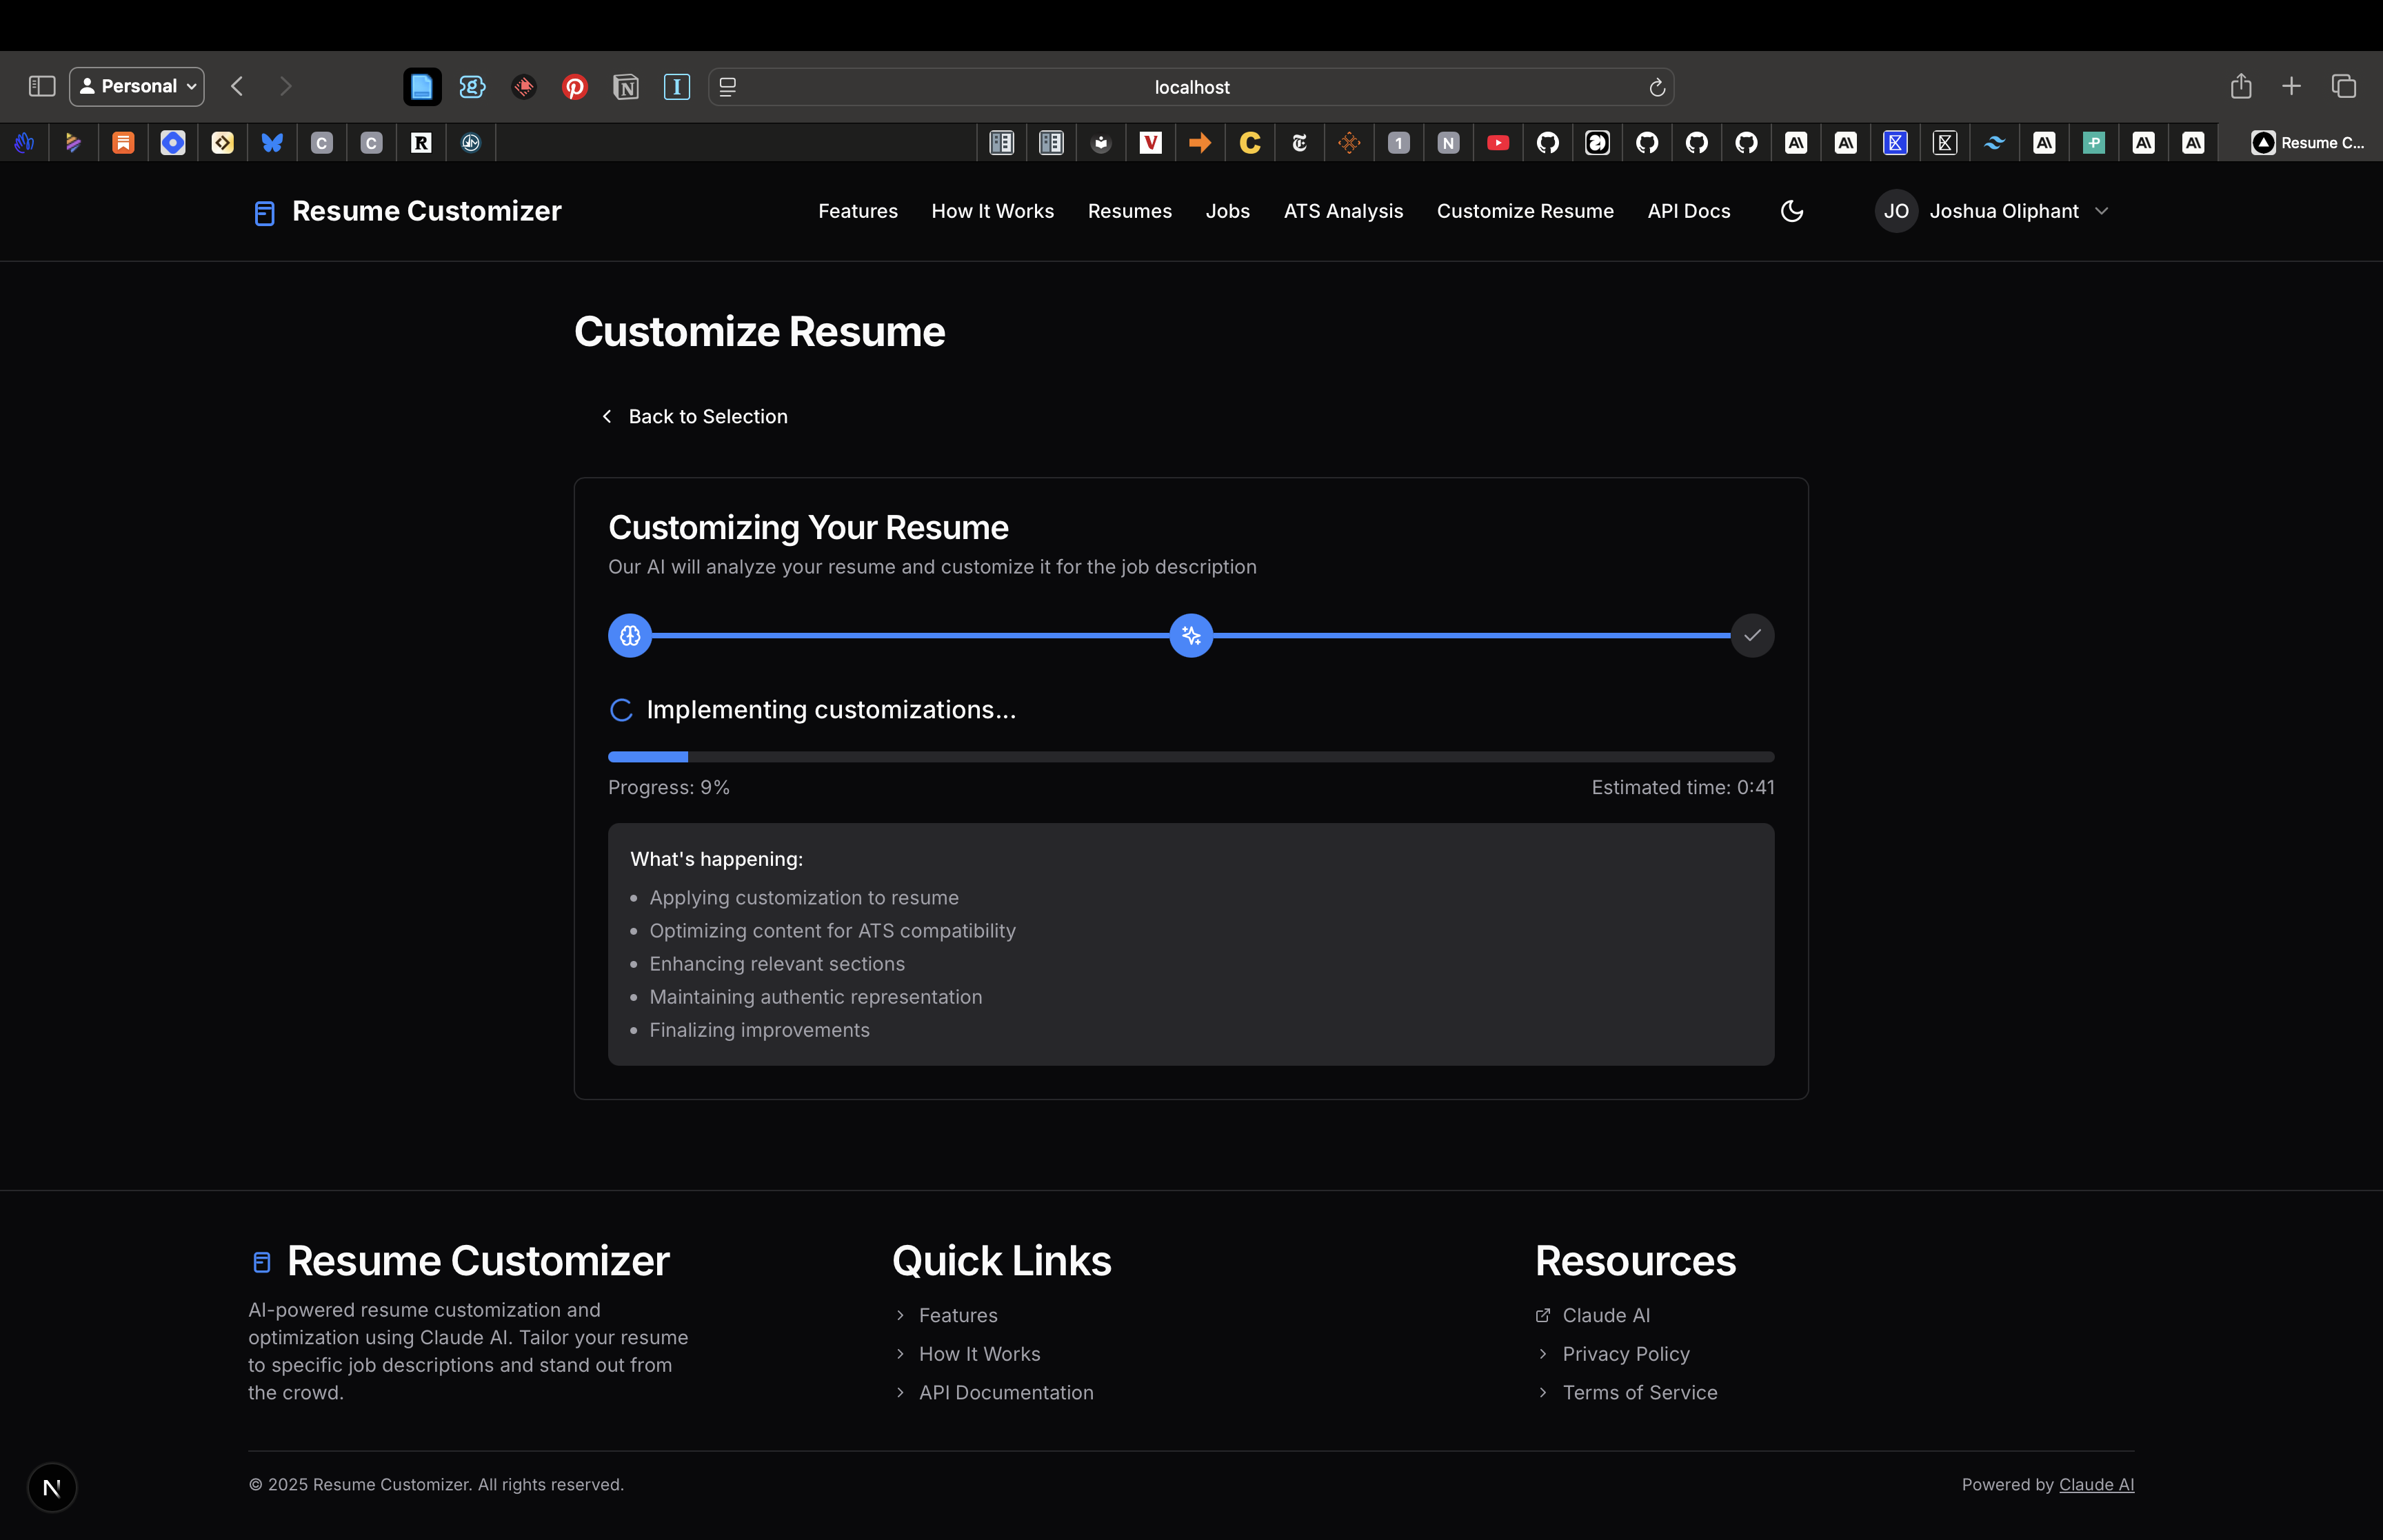 Personal
localhost
Resume C...
Resume Customizer
Features
How It Works
Resumes
Jobs
ATS Analysis
Customize Resume
API Docs
JO
Joshua Oliphant
Customize Resume
Back to Selection
Customizing Your Resume
Our AI will analyze your resume and customize it for the job description
Implementing customizations...
Progress: 9%
Estimated time: 0:41
What's happening:
• Applying customization to resume
• Optimizing content for ATS compatibility
• Enhancing relevant sections
• Maintaining authentic representation
• Finalizing improvements
Resume Customizer
AI-powered resume customization and
optimization using Claude AI. Tailor your resume
to specific job descriptions and stand out from
the crowd.
Quick Links
Features
How It Works
API Documentation
Resources
Claude AI
Privacy Policy
Terms of Service
N
© 2025 Resume Customizer. All rights reserved.
Powered by Claude AI